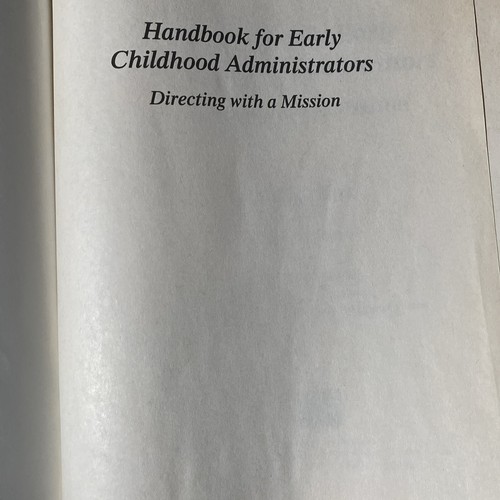 Handbook for Early
Childhood Administrators
Directing with a Mission